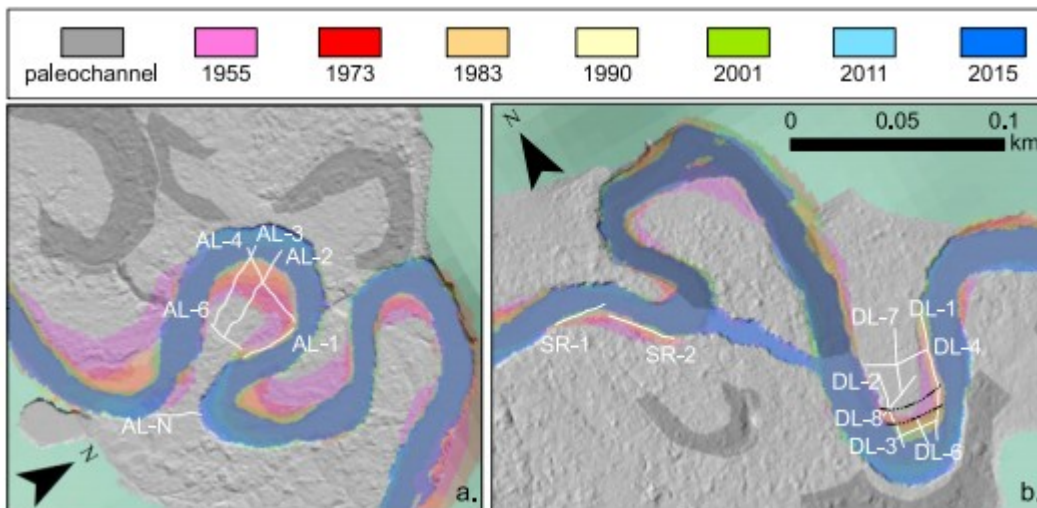 paleochannel 1955 1973 1983 1990 2001 2011 2015
N
0 0.05 0.1
km
AL-4
AL-3
AL-2
AL-6
AL-1
AL-N
N
a.
SR-1
SR-2
DL-7
DL-1
DL-4
DL-2
DL-8
DL-3
DL-6
b.